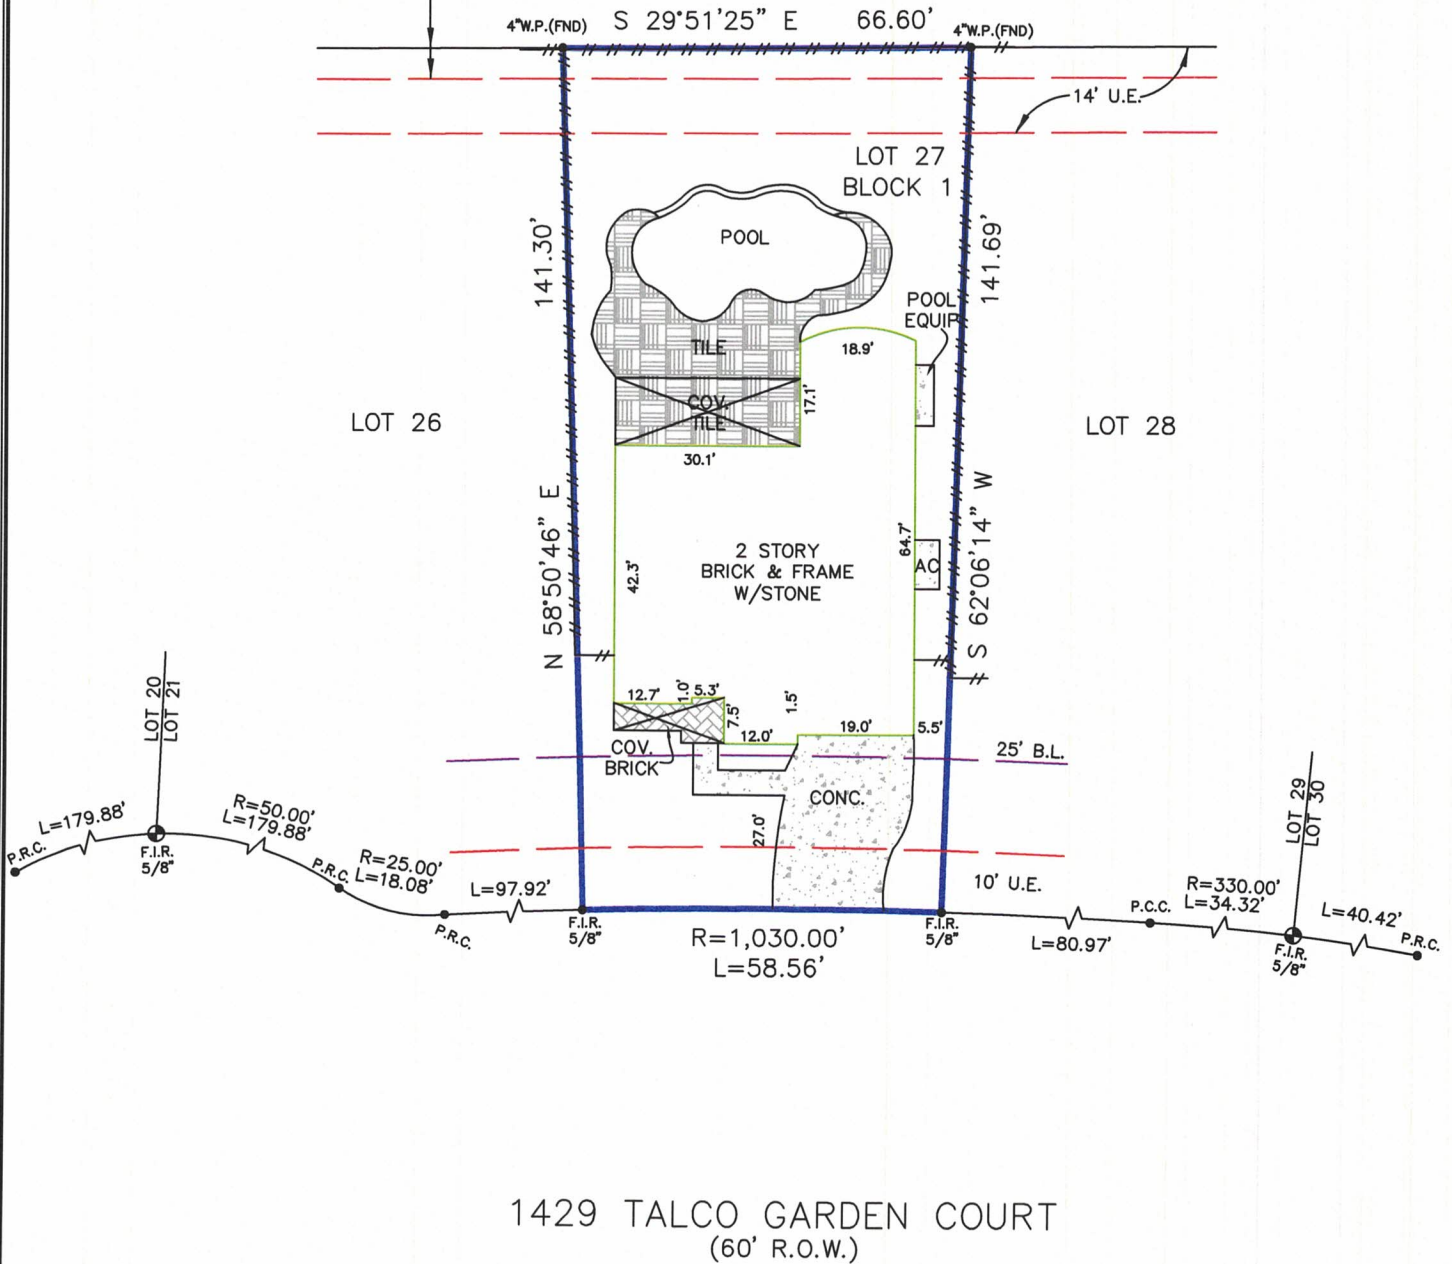 S 29°51'25" E 66.60'
4"W.P.(FND)
4"W.P.(FND)
14' U.E.
LOT 27
BLOCK 1
141.30'
141.69'
POOL
POOL
EQUIP
TILE
18.9'
17.1'
COV.
TILE
30.1'
LOT 26
LOT 28
N 58°50'46" E
S 62°06'14" W
42.3'
64.7'
2 STORY
BRICK & FRAME
W/STONE
AC
12.7'
1.0'
5.3'
7.5'
12.0'
1.5'
19.0'
5.5'
COV.
BRICK
25' B.L.
CONC.
27.0'
10' U.E.
LOT 20
LOT 21
LOT 29
LOT 30
P.R.C.
L=179.88'
F.I.R.
5/8"
R=50.00'
L=179.88'
P.R.C.
R=25.00'
L=18.08'
P.R.C.
L=97.92'
F.I.R.
5/8"
R=1,030.00'
L=58.56'
F.I.R.
5/8"
L=80.97'
P.C.C.
R=330.00'
L=34.32'
F.I.R.
5/8"
L=40.42'
P.R.C.
1429 TALCO GARDEN COURT
(60' R.O.W.)